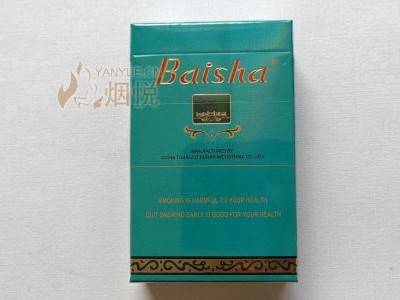 YANYUE.CN
烟悦
Baisha®
MANUFACTURED BY
CHINA TOBACCO HUNAN INDUSTRIAL CO.,LTD.
SMOKING IS HARMFUL TO YOUR HEALTH
QUIT SMOKING EARLY IS GOOD FOR YOUR HEALTH